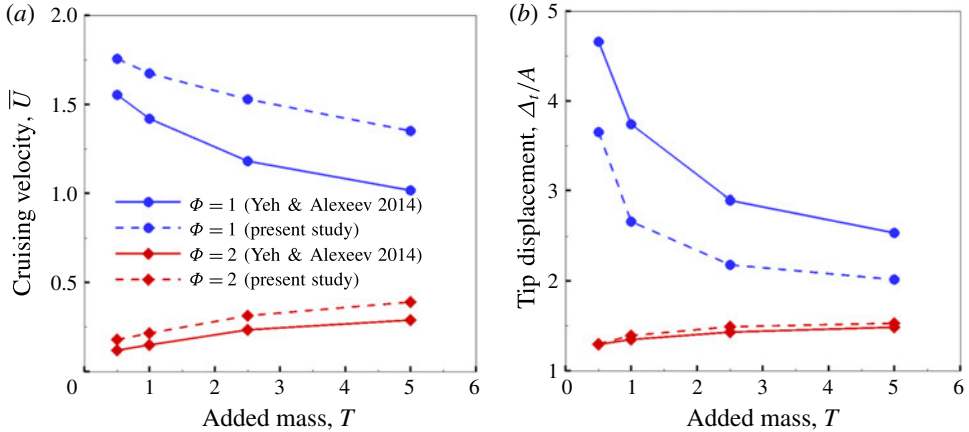 (a)
2.0
1.5
1.0
0.5
0
Cruising velocity, U̅
Φ = 1 (Yeh & Alexeev 2014)
Φ = 1 (present study)
Φ = 2 (Yeh & Alexeev 2014)
Φ = 2 (present study)
1 2 3 4 5 6
Added mass, T
(b)
5
4
3
2
1
Tip displacement, Δt/A
0 1 2 3 4 5 6
Added mass, T